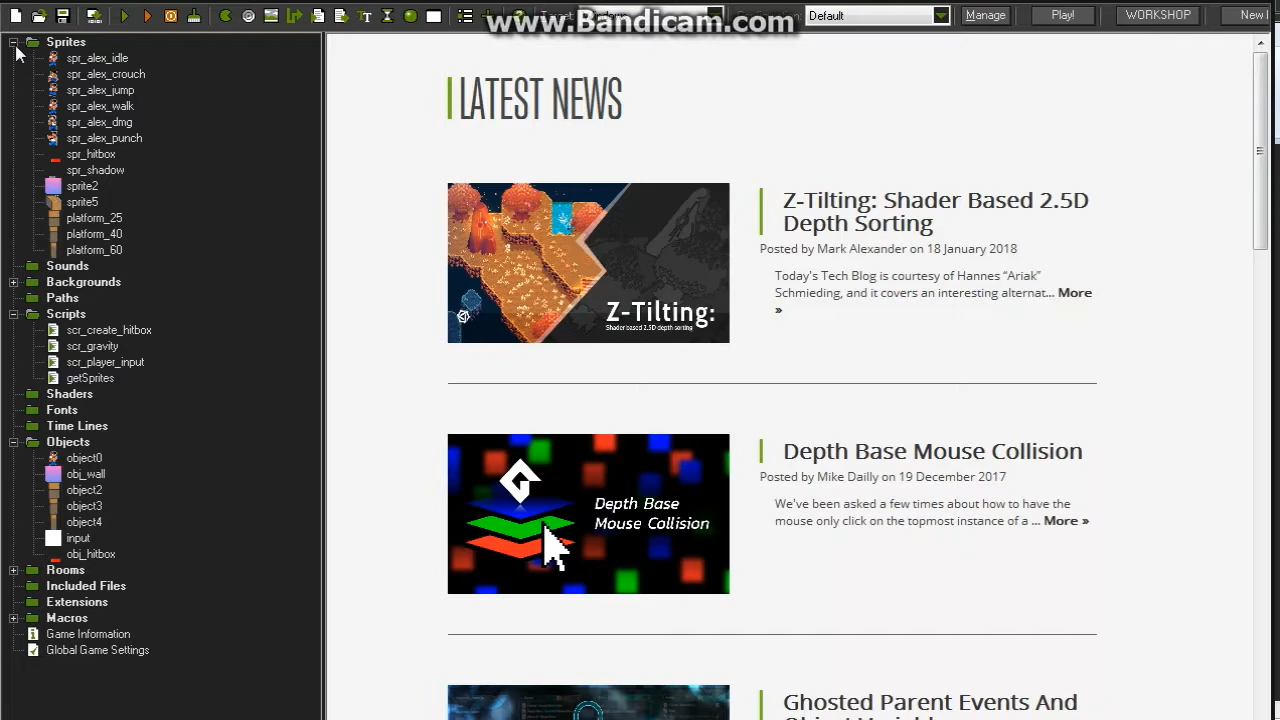 www.Bandicam.com
Default
Manage
Play!
WORKSHOP
Sprites
spr_alex_idle
spr_alex_crouch
spr_alex_jump
spr_alex_walk
spr_alex_dmg
spr_alex_punch
spr_hitbox
spr_shadow
sprite2
sprite5
platform_25
platform_40
platform_60
Sounds
Backgrounds
Paths
Scripts
scr_create_hitbox
scr_gravity
scr_player_input
getSprites
Shaders
Fonts
Time Lines
Objects
object0
obj_wall
object2
object3
object4
input
obj_hitbox
Rooms
Included Files
Extensions
Macros
Game Information
Global Game Settings
LATEST NEWS
Z-Tilting:
Shader based 2.5D depth sorting
Z-Tilting: Shader Based 2.5D
Depth Sorting
Posted by Mark Alexander on 18 January 2018
Today's Tech Blog is courtesy of Hannes “Ariak”
Schmieding, and it covers an interesting alternat... More
»
Depth Base
Mouse Collision
Depth Base Mouse Collision
Posted by Mike Dailly on 19 December 2017
We've been asked a few times about how to have the
mouse only click on the topmost instance of a ... More »
Ghosted Parent Events And